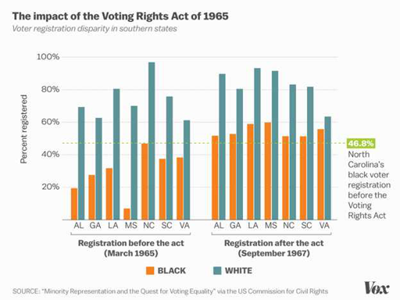 The impact of the Voting Rights Act of 1965
Voter registration disparity in southern states
Percent registered
100%
80%
60%
40%
20%
AL GA LA MS NC SC VA
AL GA LA MS NC SC VA
Registration before the act
(March 1965)
Registration after the act
(September 1967)
46.8%
North
Carolina's
black voter
registration
before the
Voting
Rights Act
BLACK
WHITE
SOURCE: "Minority Representation and the Quest for Voting Equality" via the US Commission for Civil Rights
Vox